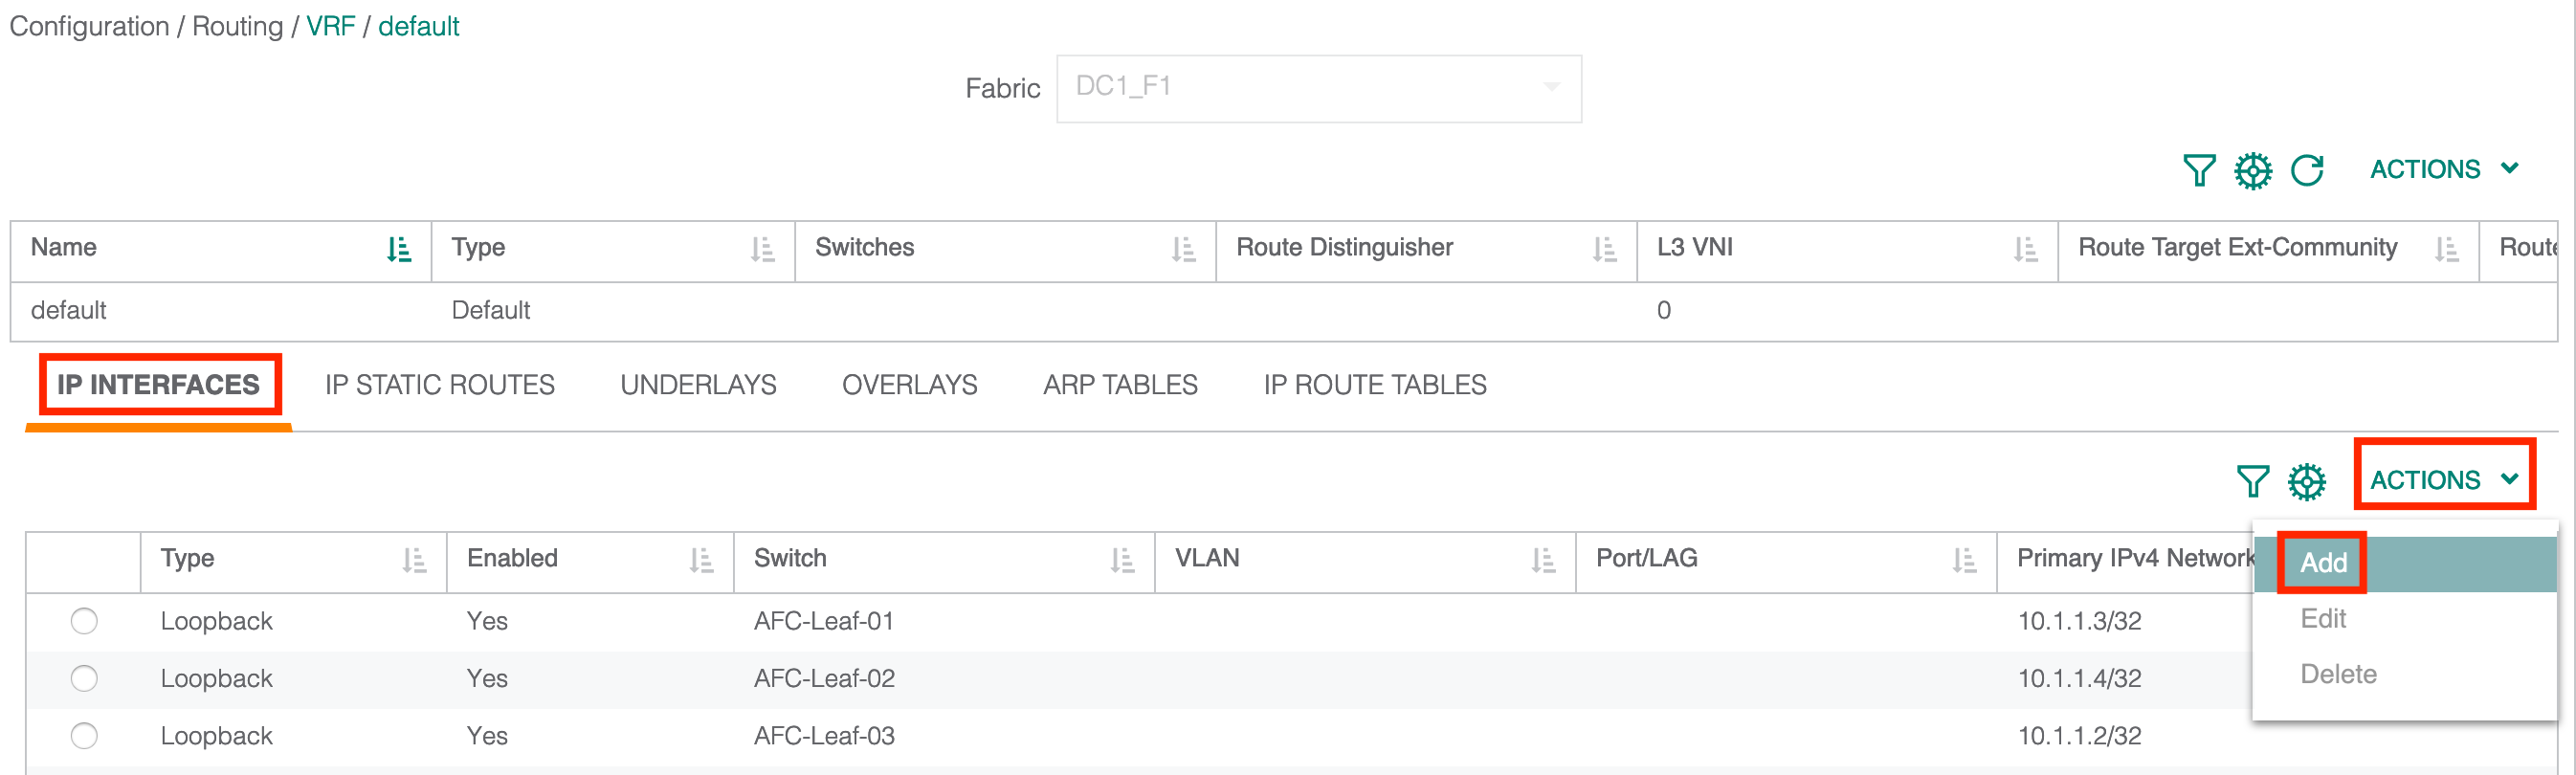 Configuration / Routing / VRF / default
Fabric DC1_F1
ACTIONS
Name Type Switches Route Distinguisher L3 VNI Route Target Ext-Community
default Default 0
IP INTERFACES IP STATIC ROUTES UNDERLAYS OVERLAYS ARP TABLES IP ROUTE TABLES
ACTIONS
Type Enabled Switch VLAN Port/LAG Primary IPv4 Network
Add
Loopback Yes AFC-Leaf-01 10.1.1.3/32
Edit
Loopback Yes AFC-Leaf-02 10.1.1.4/32
Delete
Loopback Yes AFC-Leaf-03 10.1.1.2/32